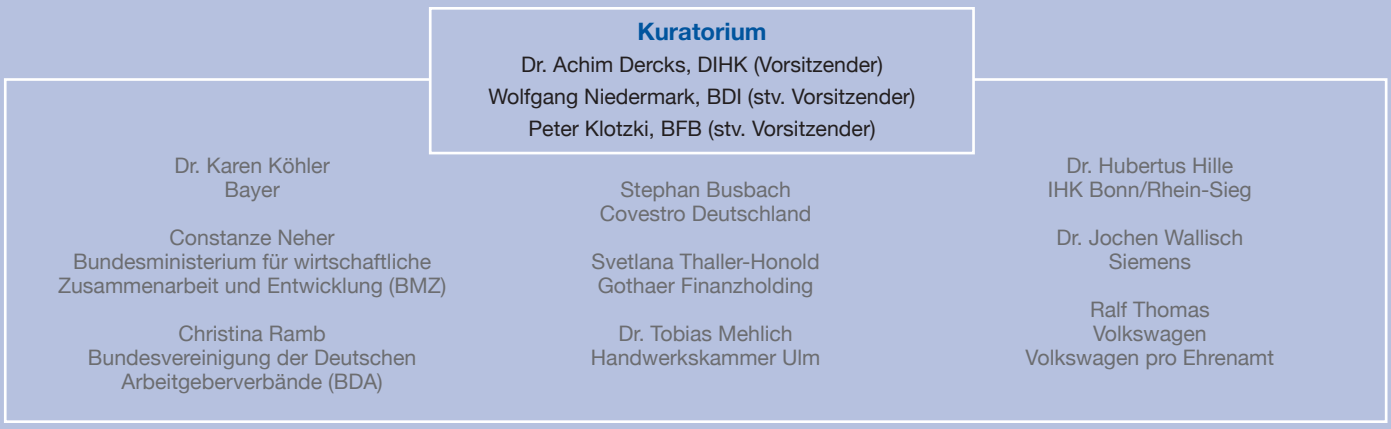 Kuratorium
Dr. Achim Dercks, DIHK (Vorsitzender)
Wolfgang Niedermark, BDI (stv. Vorsitzender)
Peter Klotzki, BFB (stv. Vorsitzender)
Dr. Karen Köhler
Bayer
Constanze Neher
Bundesministerium für wirtschaftliche
Zusammenarbeit und Entwicklung (BMZ)
Christina Ramb
Bundesvereinigung der Deutschen
Arbeitgeberverbände (BDA)
Stephan Busbach
Covestro Deutschland
Svetlana Thaller-Honold
Gothaer Finanzholding
Dr. Tobias Mehlich
Handwerkskammer Ulm
Dr. Hubertus Hille
IHK Bonn/Rhein-Sieg
Dr. Jochen Wallisch
Siemens
Ralf Thomas
Volkswagen
Volkswagen pro Ehrenamt